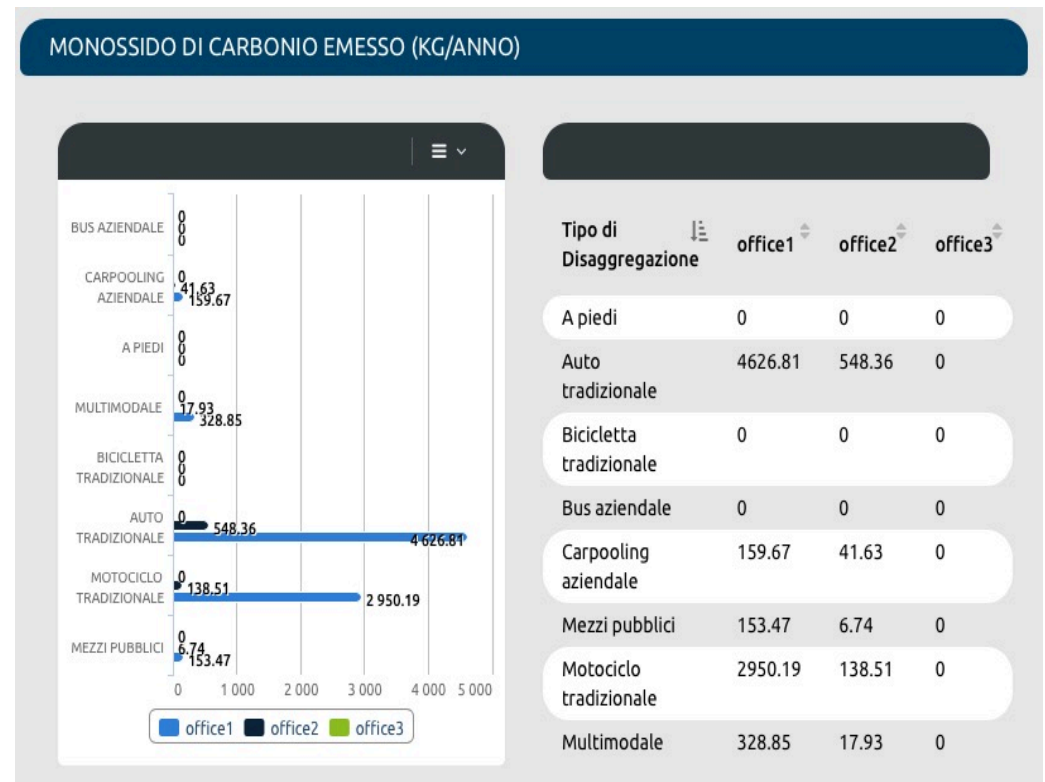 MONOSSIDO DI CARBONIO EMESSO (KG/ANNO)
BUS AZIENDALE
0
0
0
CARPOOLING
AZIENDALE
0
41.63
159.67
A PIEDI
0
0
0
MULTIMODALE
0
17.93
328.85
BICICLETTA
TRADIZIONALE
0
0
0
AUTO
TRADIZIONALE
0
548.36
4 626.81
MOTOCICLO
TRADIZIONALE
0
138.51
2 950.19
MEZZI PUBBLICI
0
6.74
153.47
0 1 000 2 000 3 000 4 000 5 000
office1 office2 office3
Tipo di
Disaggregazione office1 office2 office3
A piedi 0 0 0
Auto 4626.81 548.36 0
tradizionale
Bicicletta 0 0 0
tradizionale
Bus aziendale 0 0 0
Carpooling 159.67 41.63 0
aziendale
Mezzi pubblici 153.47 6.74 0
Motociclo 2950.19 138.51 0
tradizionale
Multimodale 328.85 17.93 0